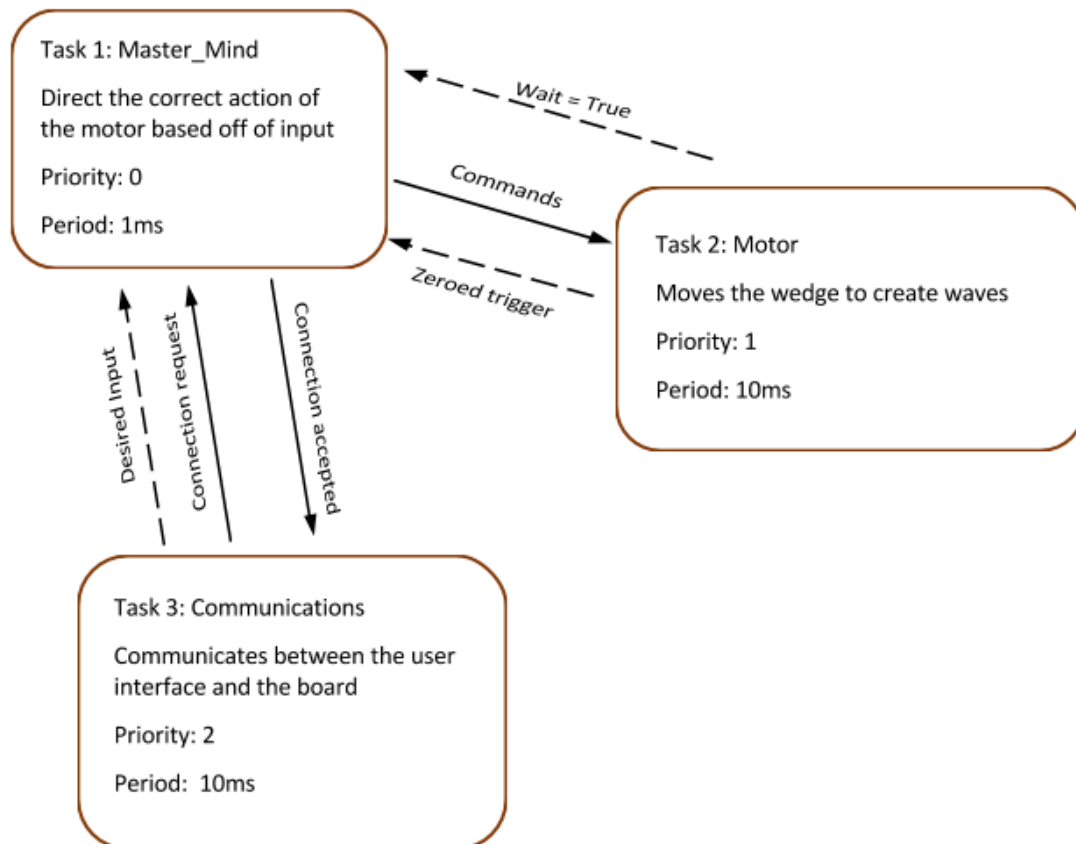 Task 1: Master_Mind
Direct the correct action of
the motor based off of input
Priority: 0
Period: 1ms
Wait = True
Commands
Zeroed trigger
Task 2: Motor
Moves the wedge to create waves
Priority: 1
Period: 10ms
Desired Input
Connection request
Connection accepted
Task 3: Communications
Communicates between the user
interface and the board
Priority: 2
Period: 10ms